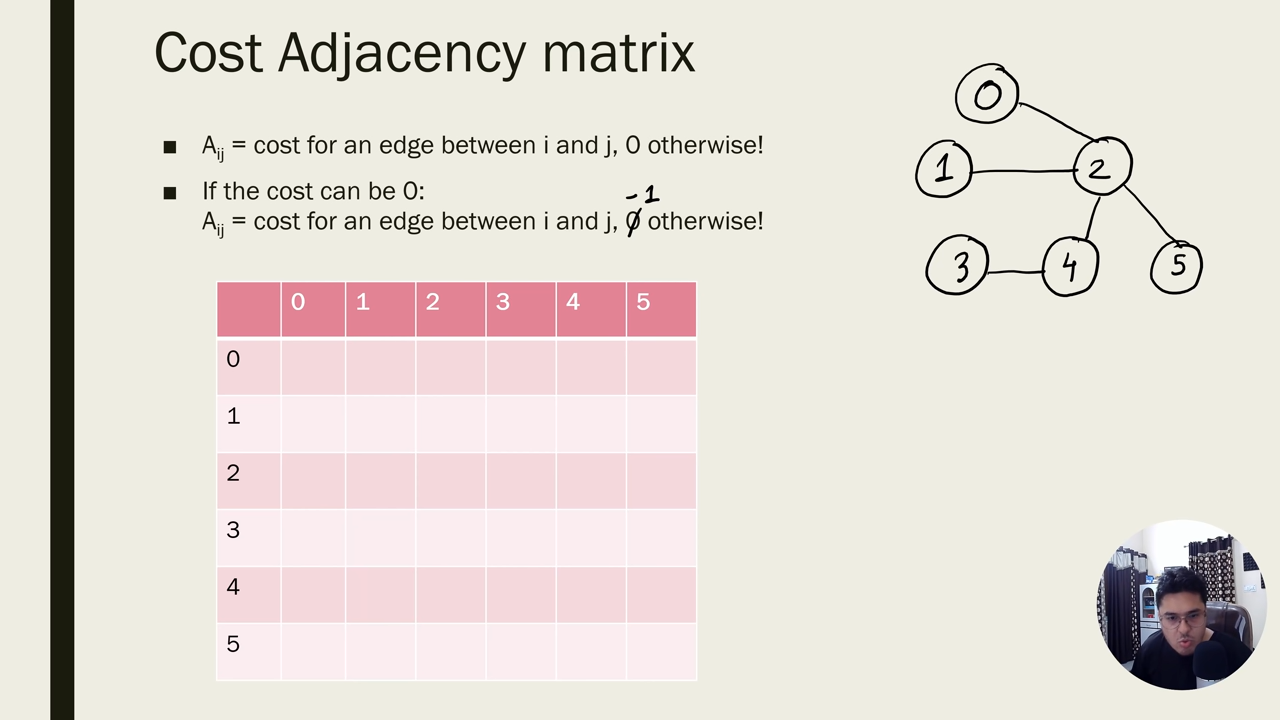 Cost Adjacency matrix
■ Aij = cost for an edge between i and j, 0 otherwise!
■ If the cost can be 0:
-1
Aij = cost for an edge between i and j, 0 otherwise!
0 1 2 3 4 5
0
1
2
3
4
5
0
1 2
3 4 5